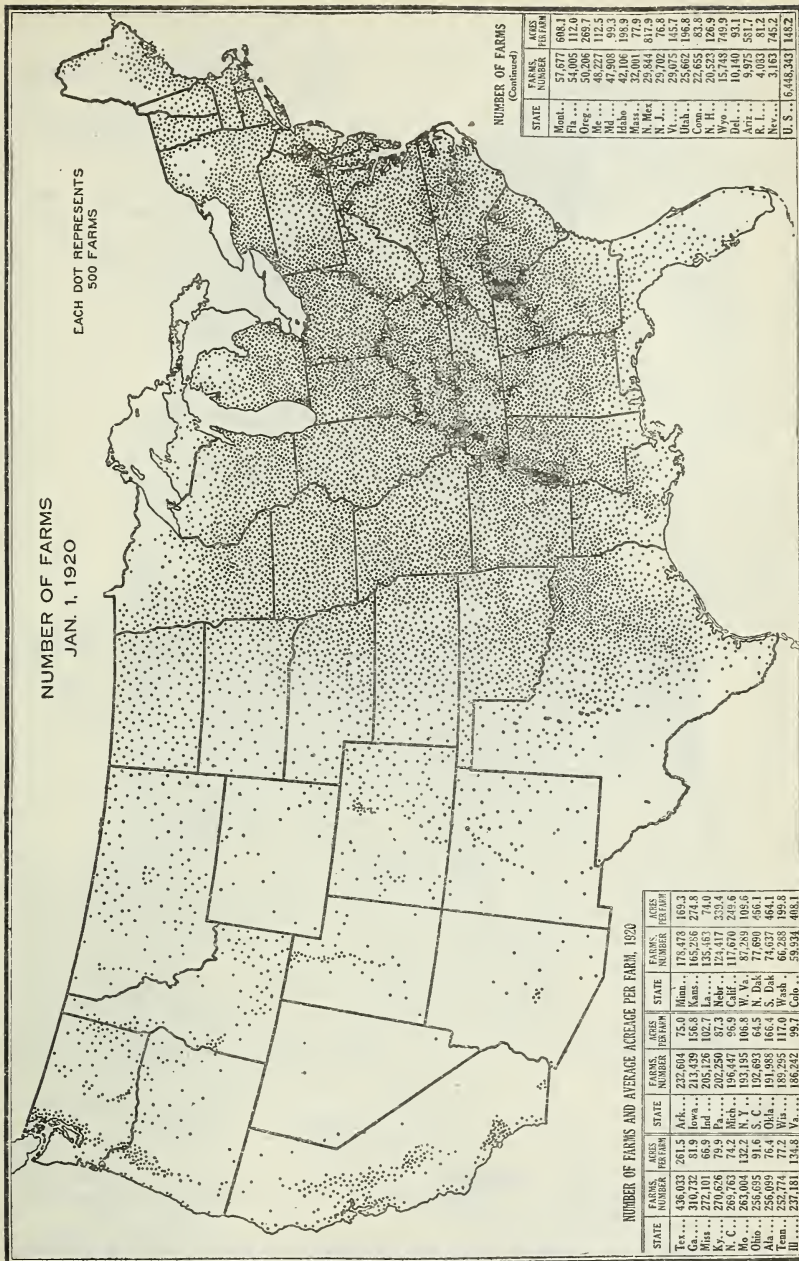 NUMBER OF FARMS
JAN. 1, 1920
EACH DOT REPRESENTS
500 FARMS
NUMBER OF FARMS AND AVERAGE ACREAGE PER FARM, 1920
STATE FARMS, NUMBER ACRES PER FARM STATE FARMS, NUMBER ACRES PER FARM STATE FARMS, NUMBER ACRES PER FARM
Tex... 436,033 261.5 Ark... 232,604 75.0 Minn.. 178,478 169.3
Ga.... 310,732 81.9 Iowa.. 213,439 156.8 Kans.. 165,286 274.8
Miss.. 272,101 66.9 Ind... 205,126 102.7 La.... 135,463 74.0
Ky.... 270,626 79.9 Pa.... 202,250 87.3 Nebr.. 124,417 339.4
N. C.. 269,763 74.2 Mich.. 196,447 96.9 Calif.. 117,670 249.6
Mo ... 263,004 132.2 N. Y .. 193,195 106.8 W. Va. 87,289 109.6
Ohio.. 256,695 91.6 S. C .. 192,693 64.5 N. Dak 77,690 466.1
Ala... 256,099 76.4 Okla.. 191,988 166.4 S. Dak 74,637 464.1
Tenn.. 252,774 77.2 Wis... 189,295 117.0 Wash.. 66,288 199.8
Ill.... 237,181 134.8 Va.... 186,242 99.7 Colo.. 59,934 408.1
NUMBER OF FARMS
(Continued)
STATE FARMS, NUMBER ACRES PER FARM
Mont.. 57,677 608.1
Fla ... 54,005 112.0
Oreg.. 50,206 269.7
Me ... 48,227 112.5
Md ... 47,908 99.3
Idaho . 42,106 198.9
Mass.. 32,001 77.9
N. Mex 29,844 817.9
N. J... 29,702 76.8
Vt .... 29,075 145.7
Utah.. 25,662 196.8
Conn.. 22,655 83.8
N. H.. 20,523 126.9
Wyo .. 15,748 749.9
Del... 10,140 93.1
Ariz .. 9,975 581.7
R. I... 4,083 81.2
Nev... 3,163 745.2
U. S .. 6,448,343 148.2